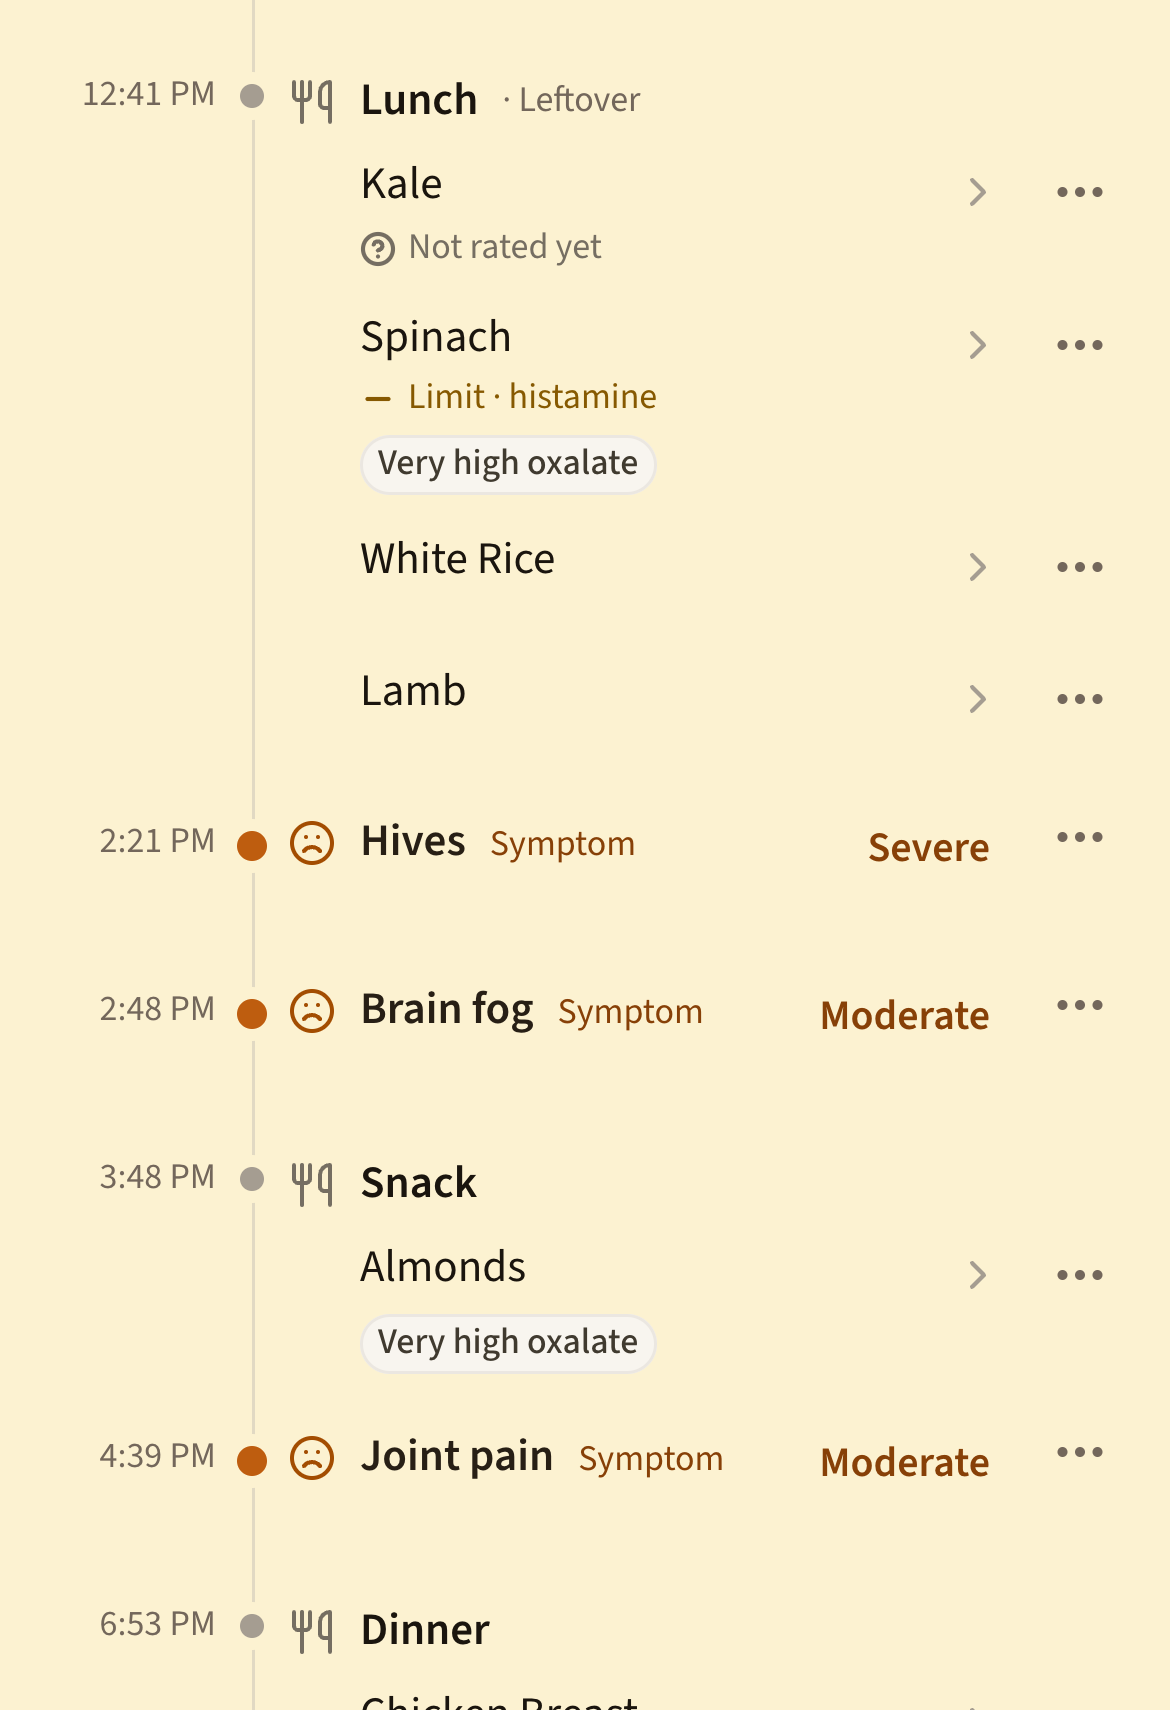 12:41 PM Lunch · Leftover
Kale
Not rated yet
Spinach
Limit · histamine
Very high oxalate
White Rice
Lamb
2:21 PM Hives Symptom Severe
2:48 PM Brain fog Symptom Moderate
3:48 PM Snack
Almonds
Very high oxalate
4:39 PM Joint pain Symptom Moderate
6:53 PM Dinner
Chicken Breast